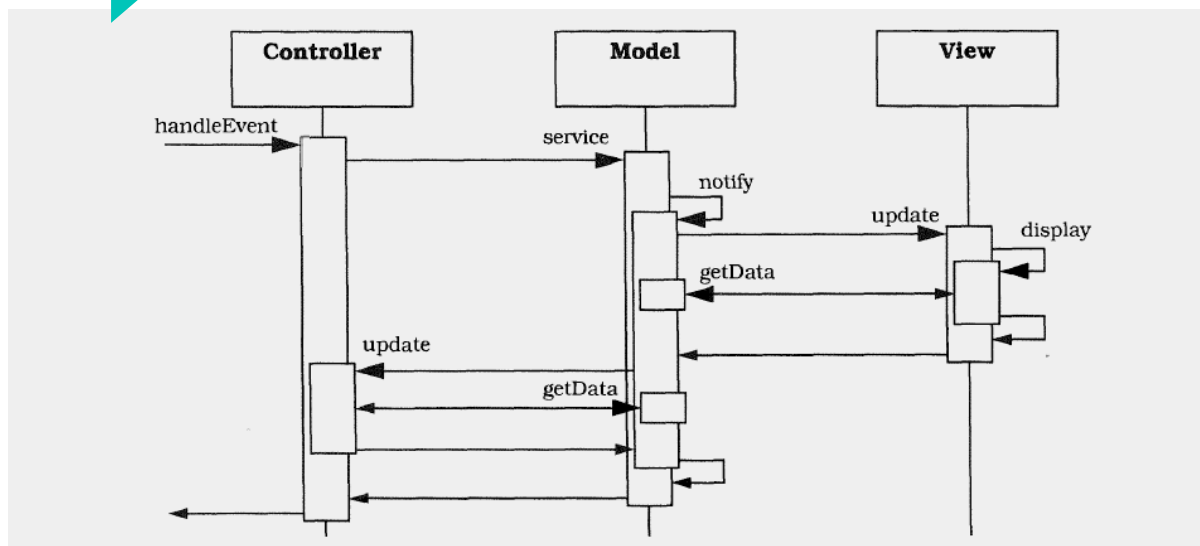 Controller
Model
View
handleEvent
service
notify
update
display
getData
update
getData